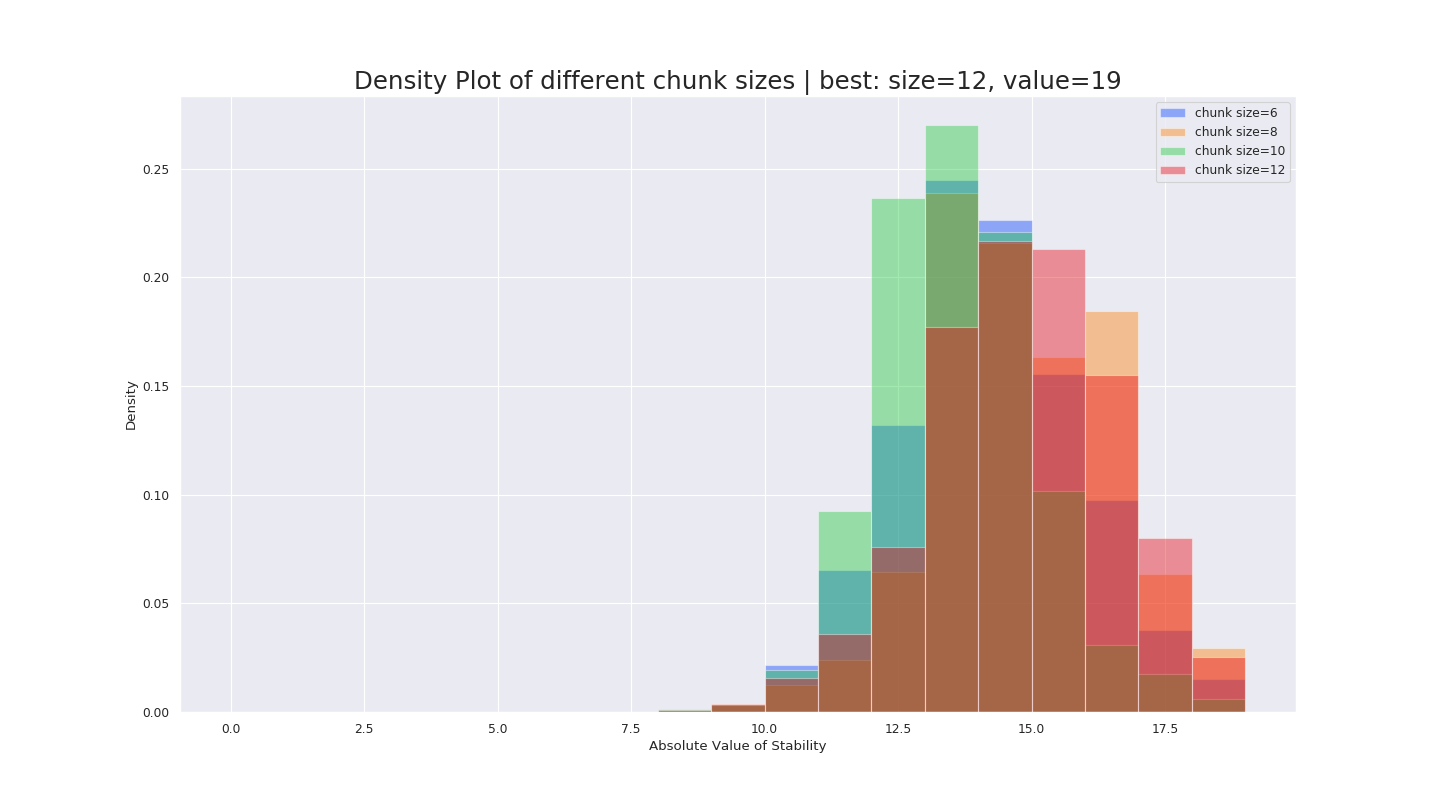 Density Plot of different chunk sizes | best: size=12, value=19
chunk size=6
chunk size=8
chunk size=10
chunk size=12
0.25
0.20
0.15
0.10
0.05
0.00
Density
0.0 2.5 5.0 7.5 10.0 12.5 15.0 17.5
Absolute Value of Stability